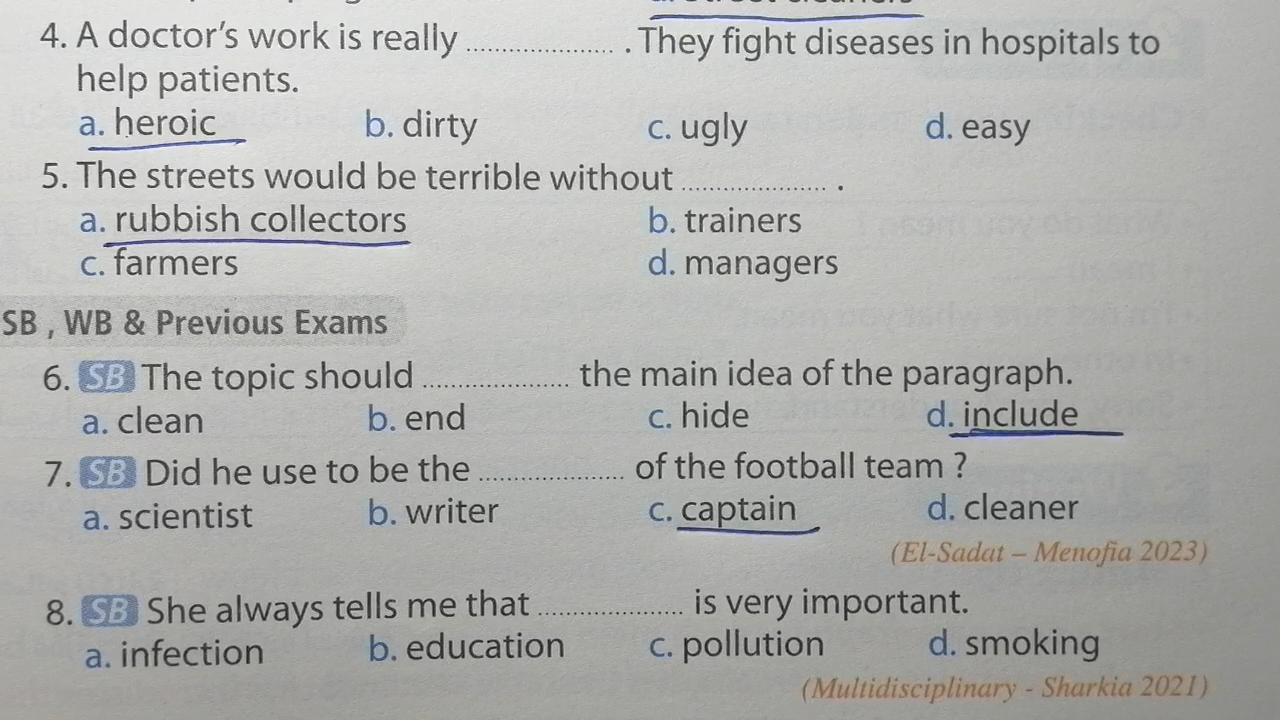 4. A doctor's work is really .................... . They fight diseases in hospitals to
help patients.
a. heroic b. dirty c. ugly d. easy
5. The streets would be terrible without .................... .
a. rubbish collectors b. trainers
c. farmers d. managers
SB , WB & Previous Exams
6. SB The topic should .................... the main idea of the paragraph.
a. clean b. end c. hide d. include
7. SB Did he use to be the .................... of the football team ?
a. scientist b. writer c. captain d. cleaner
(El-Sadat – Menofia 2023)
8. SB She always tells me that .................... is very important.
a. infection b. education c. pollution d. smoking
(Multidisciplinary - Sharkia 2021)